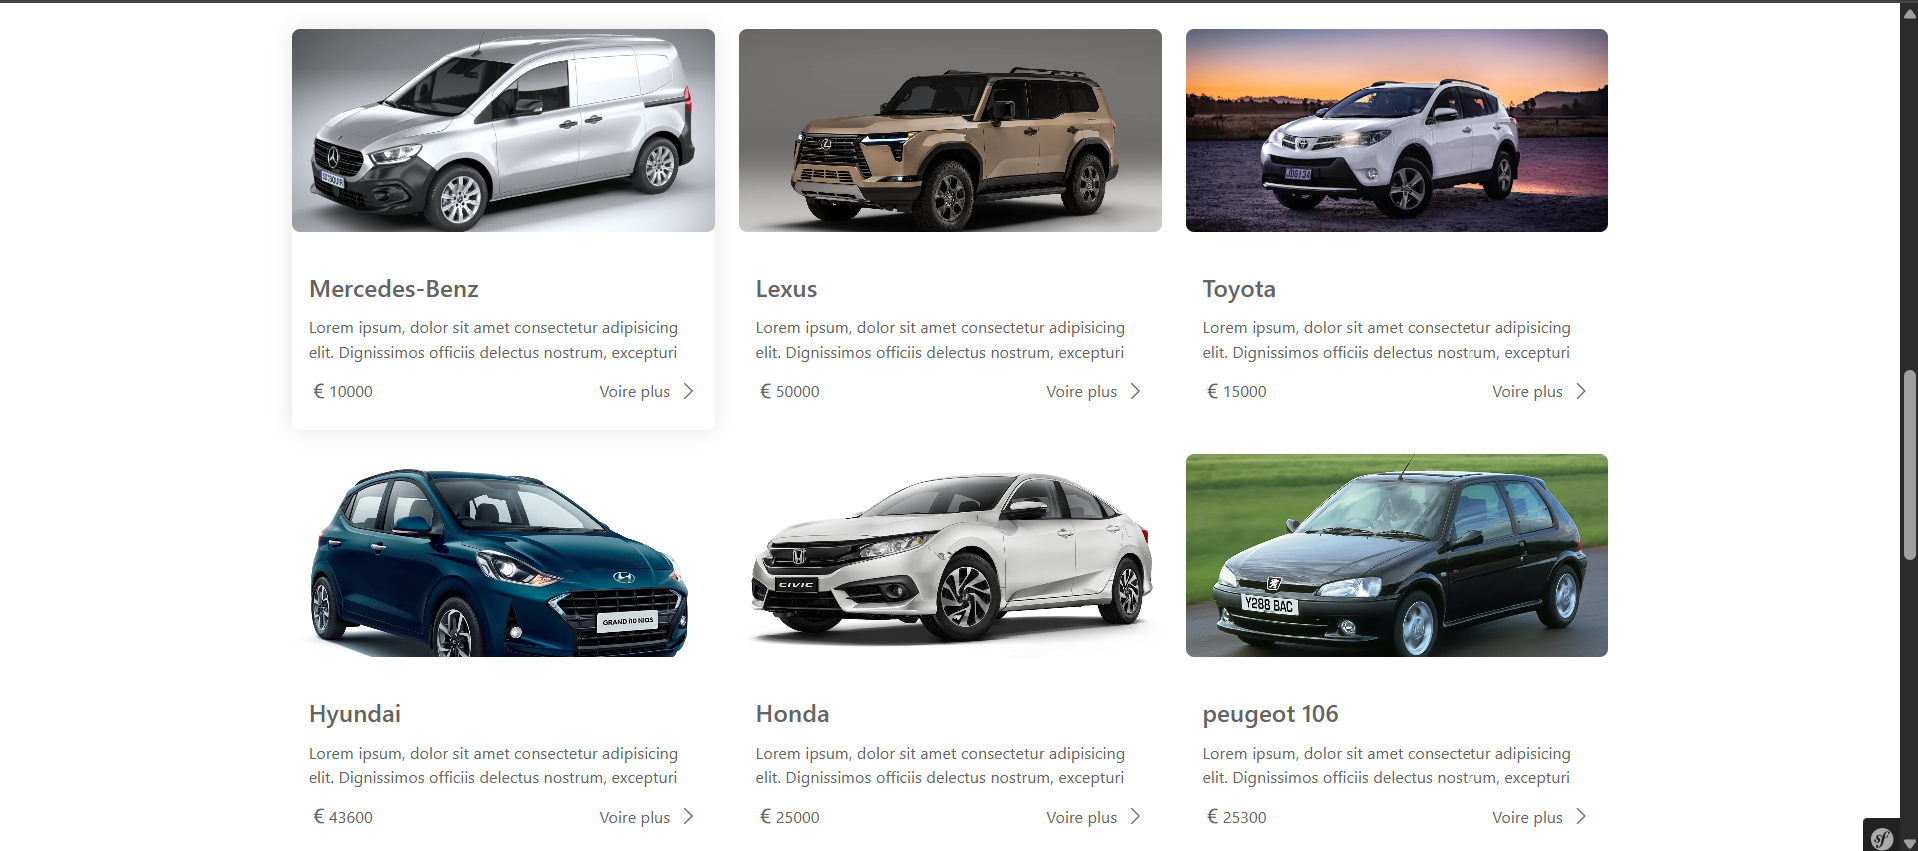 Mercedes-Benz
Lorem ipsum, dolor sit amet consectetur adipisicing
elit. Dignissimos officiis delectus nostrum, excepturi
€ 10000
Voire plus
Lexus
Lorem ipsum, dolor sit amet consectetur adipisicing
elit. Dignissimos officiis delectus nostrum, excepturi
€ 50000
Voire plus
JDG134
Toyota
Lorem ipsum, dolor sit amet consectetur adipisicing
elit. Dignissimos officiis delectus nostrum, excepturi
€ 15000
Voire plus
GRAND i10 NIOS
Hyundai
Lorem ipsum, dolor sit amet consectetur adipisicing
elit. Dignissimos officiis delectus nostrum, excepturi
€ 43600
Voire plus
CIVIC
Honda
Lorem ipsum, dolor sit amet consectetur adipisicing
elit. Dignissimos officiis delectus nostrum, excepturi
€ 25000
Voire plus
Y288 BAC
peugeot 106
Lorem ipsum, dolor sit amet consectetur adipisicing
elit. Dignissimos officiis delectus nostrum, excepturi
€ 25300
Voire plus
sf